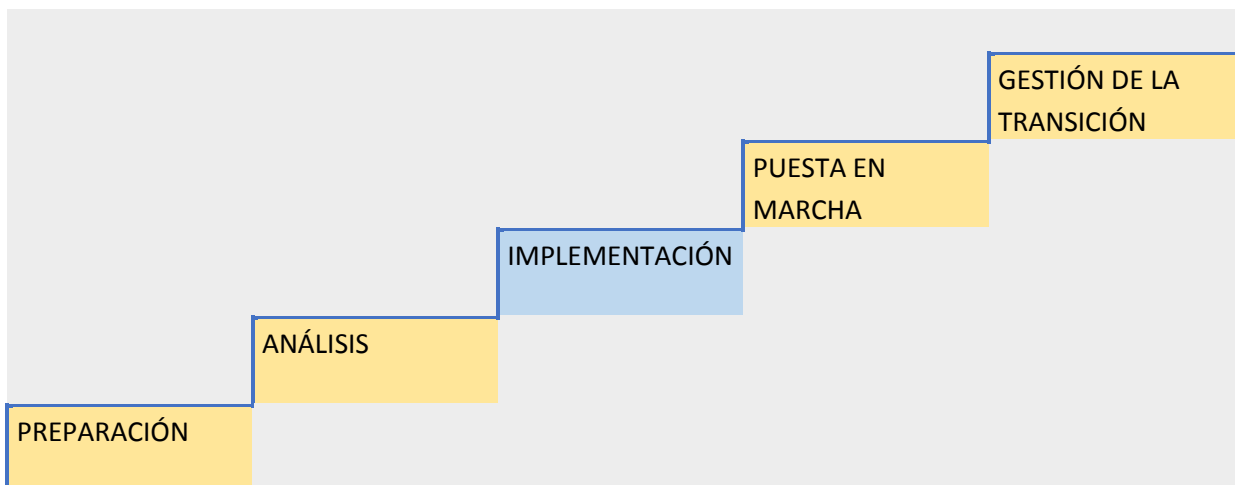 GESTIÓN DE LA
TRANSICIÓN
PUESTA EN
MARCHA
IMPLEMENTACIÓN
ANÁLISIS
PREPARACIÓN